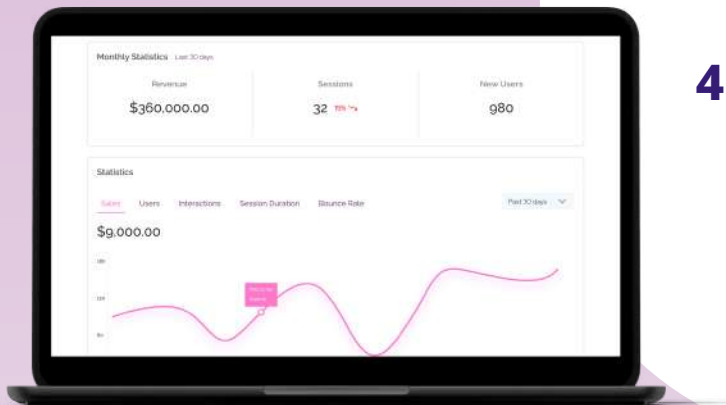 4
Monthly Statistics Last 30 days
Revenue Sessions New Users
$360,000.00 32 980
Statistics
Sales Users Interactions Session Duration Bounce Rate Past 30 days
$9,000.00